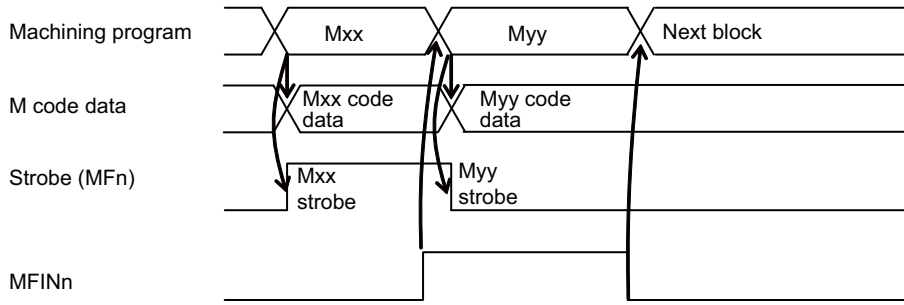 Machining program
Mxx
Myy
Next block
M code data
Mxx code
data
Myy code
data
Strobe (MFn)
Mxx
strobe
Myy
strobe
MFINn